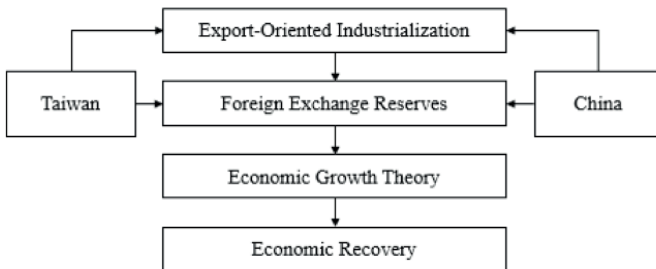 Export-Oriented Industrialization
Taiwan
Foreign Exchange Reserves
China
Economic Growth Theory
Economic Recovery